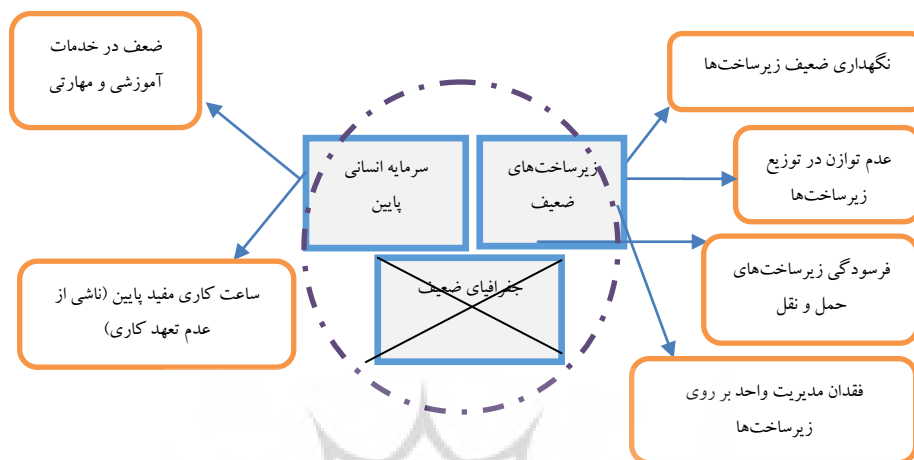 ضعف در خدمات
آموزشی و مهارتی
نگهداری ضعیف زیرساخت‌ها
سرمایه انسانی
پایین
زیرساخت‌های
ضعیف
عدم توازن در توزیع
زیرساخت‌ها
فرسودگی زیرساخت‌های
حمل و نقل
جغرافیای ضعیف
ساعت کاری مفید پایین (ناشی از
عدم تعهد کاری)
فقدان مدیریت واحد بر روی
زیرساخت‌ها